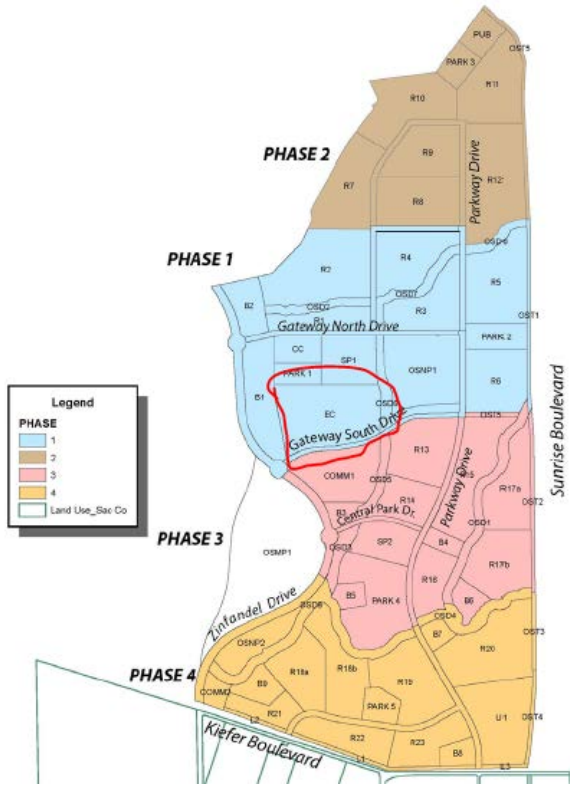 PUB
OST5
PARK 3
R11
R10
PHASE 2
R9
Parkway Drive
R7
R12
R8
PHASE 1
OSD6
R2
R4
B2
OSD7
R5
OSD2
R1
R3
OST1
Gateway North Drive
CC
PARK 2
SP1
PARK 1
OSNP1
R6
B1
EC
Gateway South Drive
OST5
Sunrise Boulevard
Legend
PHASE
1
2
3
4
Land Use_Sac Co
R13
COMM1
OSD5
R17a
R14
OST2
B3
Central Park Dr.
Parkway Drive
OSD1
PHASE 3
OSMP1
OSD3
SP2
B4
R17b
R16
B5
PARK 4
B6
Zinfandel Drive
OSD4
OST3
B7
OSNP2
R20
PHASE 4
R18a
R18b
COMM2
B9
R19
PARK 5
L2
R21
U1
OST4
Kiefer Boulevard
R22
R23
L1
B8
L3